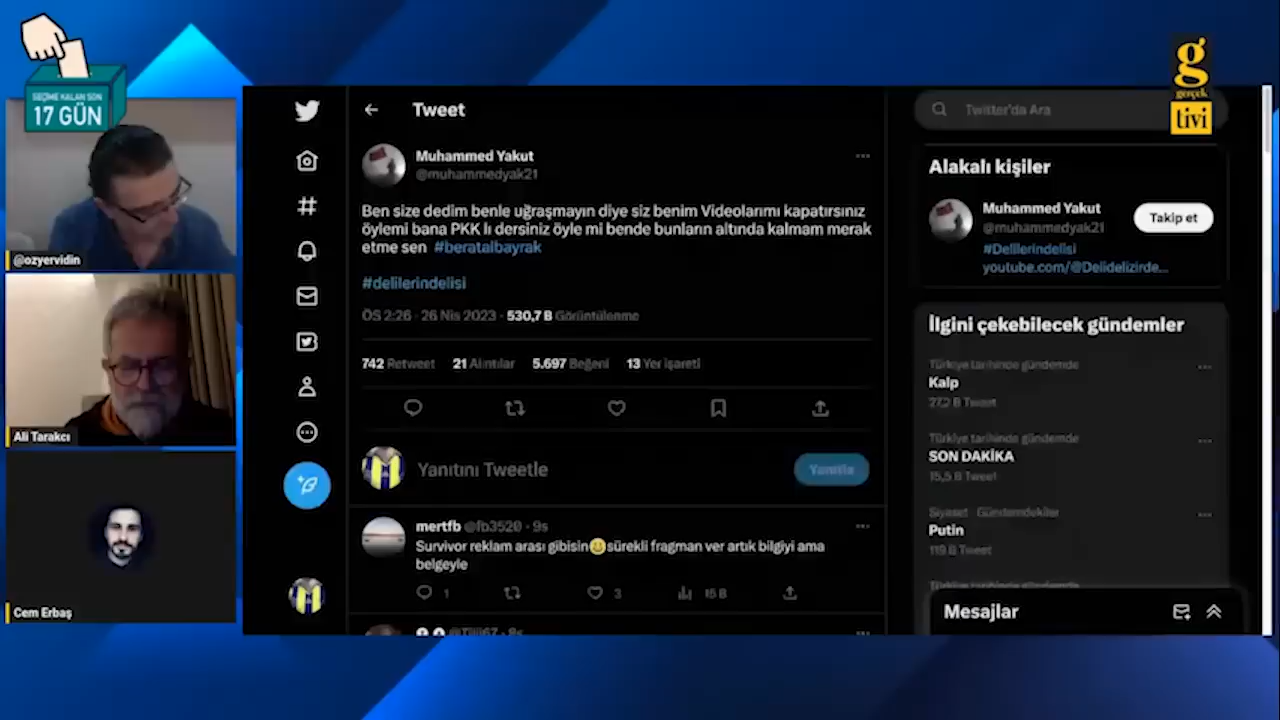 SEÇİME KALAN SON
17 GÜN
@ozyervidin
Ali Tarakcı
Cem Erbaş
Tweet
Muhammed Yakut
@muhammedyak21
Ben size dedim benle uğraşmayın diye siz benim Videolarımı kapatırsınız
öylemi bana PKK lı dersiniz öyle mi bende bunların altında kalmam merak
etme sen #beratalbayrak
#delilerindelisi
ÖS 2:26 · 26 Nis 2023 · 530,7 B Görüntülenme
742 Retweet 21 Alıntılar 5.697 Beğeni 13 Yer işareti
Yanıtını Tweetle
Yanıtla
mertfb @fb3520 · 9s
Survivor reklam arası gibisin😃sürekli fragman ver artık bilgiyi ama
belgeyle
1 3 15 B
g
gerçek
tivi
Twitter'da Ara
Alakalı kişiler
Muhammed Yakut
@muhammedyak21
Takip et
#Delilerindelisi
youtube.com/@Delidelizirde...
İlgini çekebilecek gündemler
Türkiye tarihinde gündemde
Kalp
27,2 B Tweet
Türkiye tarihinde gündemde
SON DAKİKA
15,5 B Tweet
Siyaset · Gündemdekiler
Putin
119 B Tweet
Türkiye tarihinde gündemde
Mesajlar